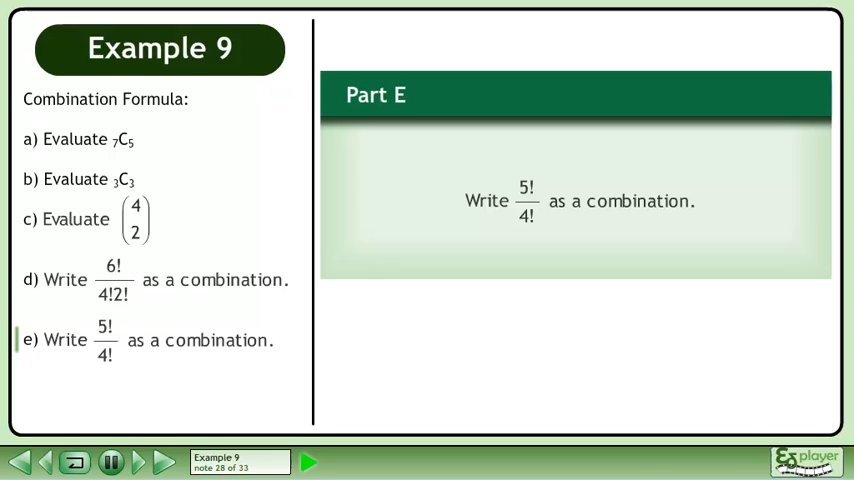 Example 9
Combination Formula:
a) Evaluate ₇C₅
b) Evaluate ₃C₃
c) Evaluate (4 2)
d) Write 6!/4!2! as a combination.
e) Write 5!/4! as a combination.
Part E
Write 5!/4! as a combination.
Example 9
note 28 of 33
player